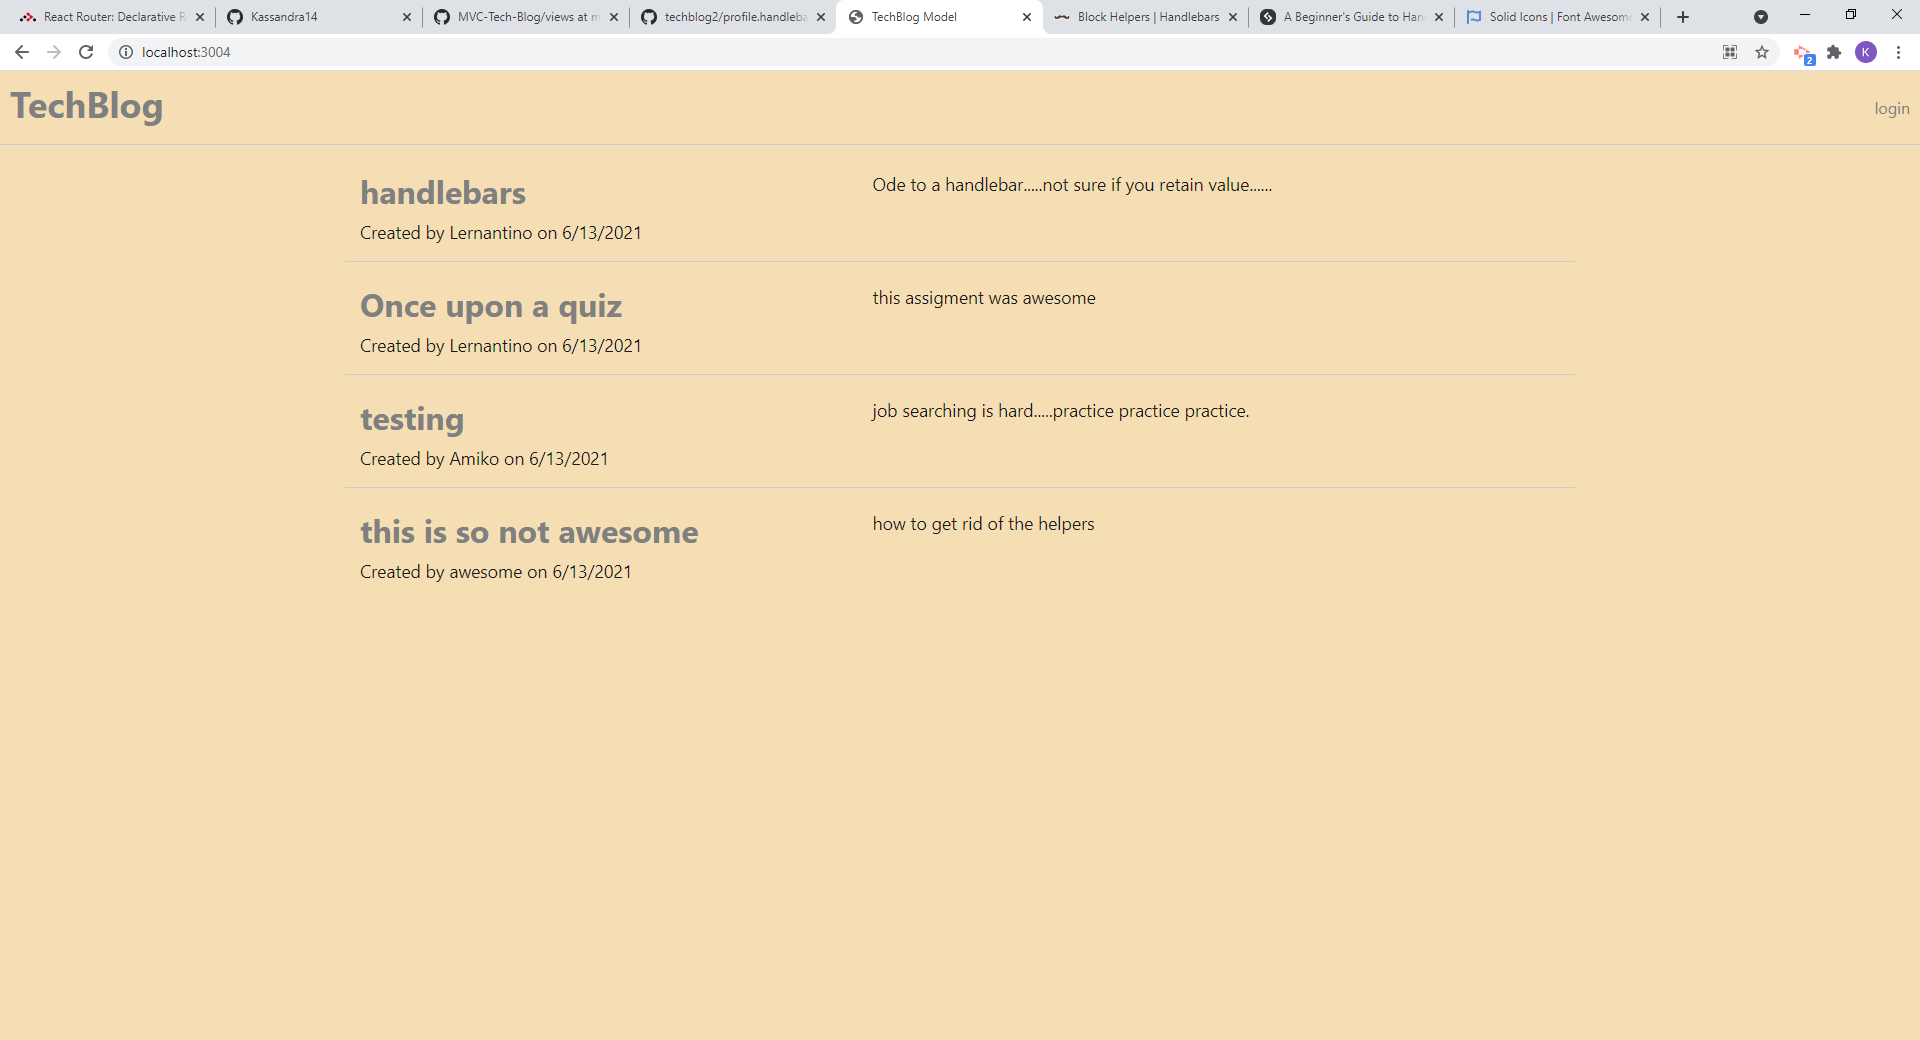 React Router: Declarative R
Kassandra14
MVC-Tech-Blog/views at m
techblog2/profile.handleba
TechBlog Model
Block Helpers | Handlebars
A Beginner's Guide to Han
Solid Icons | Font Awesom
localhost:3004
2
K
TechBlog
login
handlebars
Ode to a handlebar.....not sure if you retain value......
Created by Lernantino on 6/13/2021
Once upon a quiz
this assigment was awesome
Created by Lernantino on 6/13/2021
testing
job searching is hard.....practice practice practice.
Created by Amiko on 6/13/2021
this is so not awesome
how to get rid of the helpers
Created by awesome on 6/13/2021